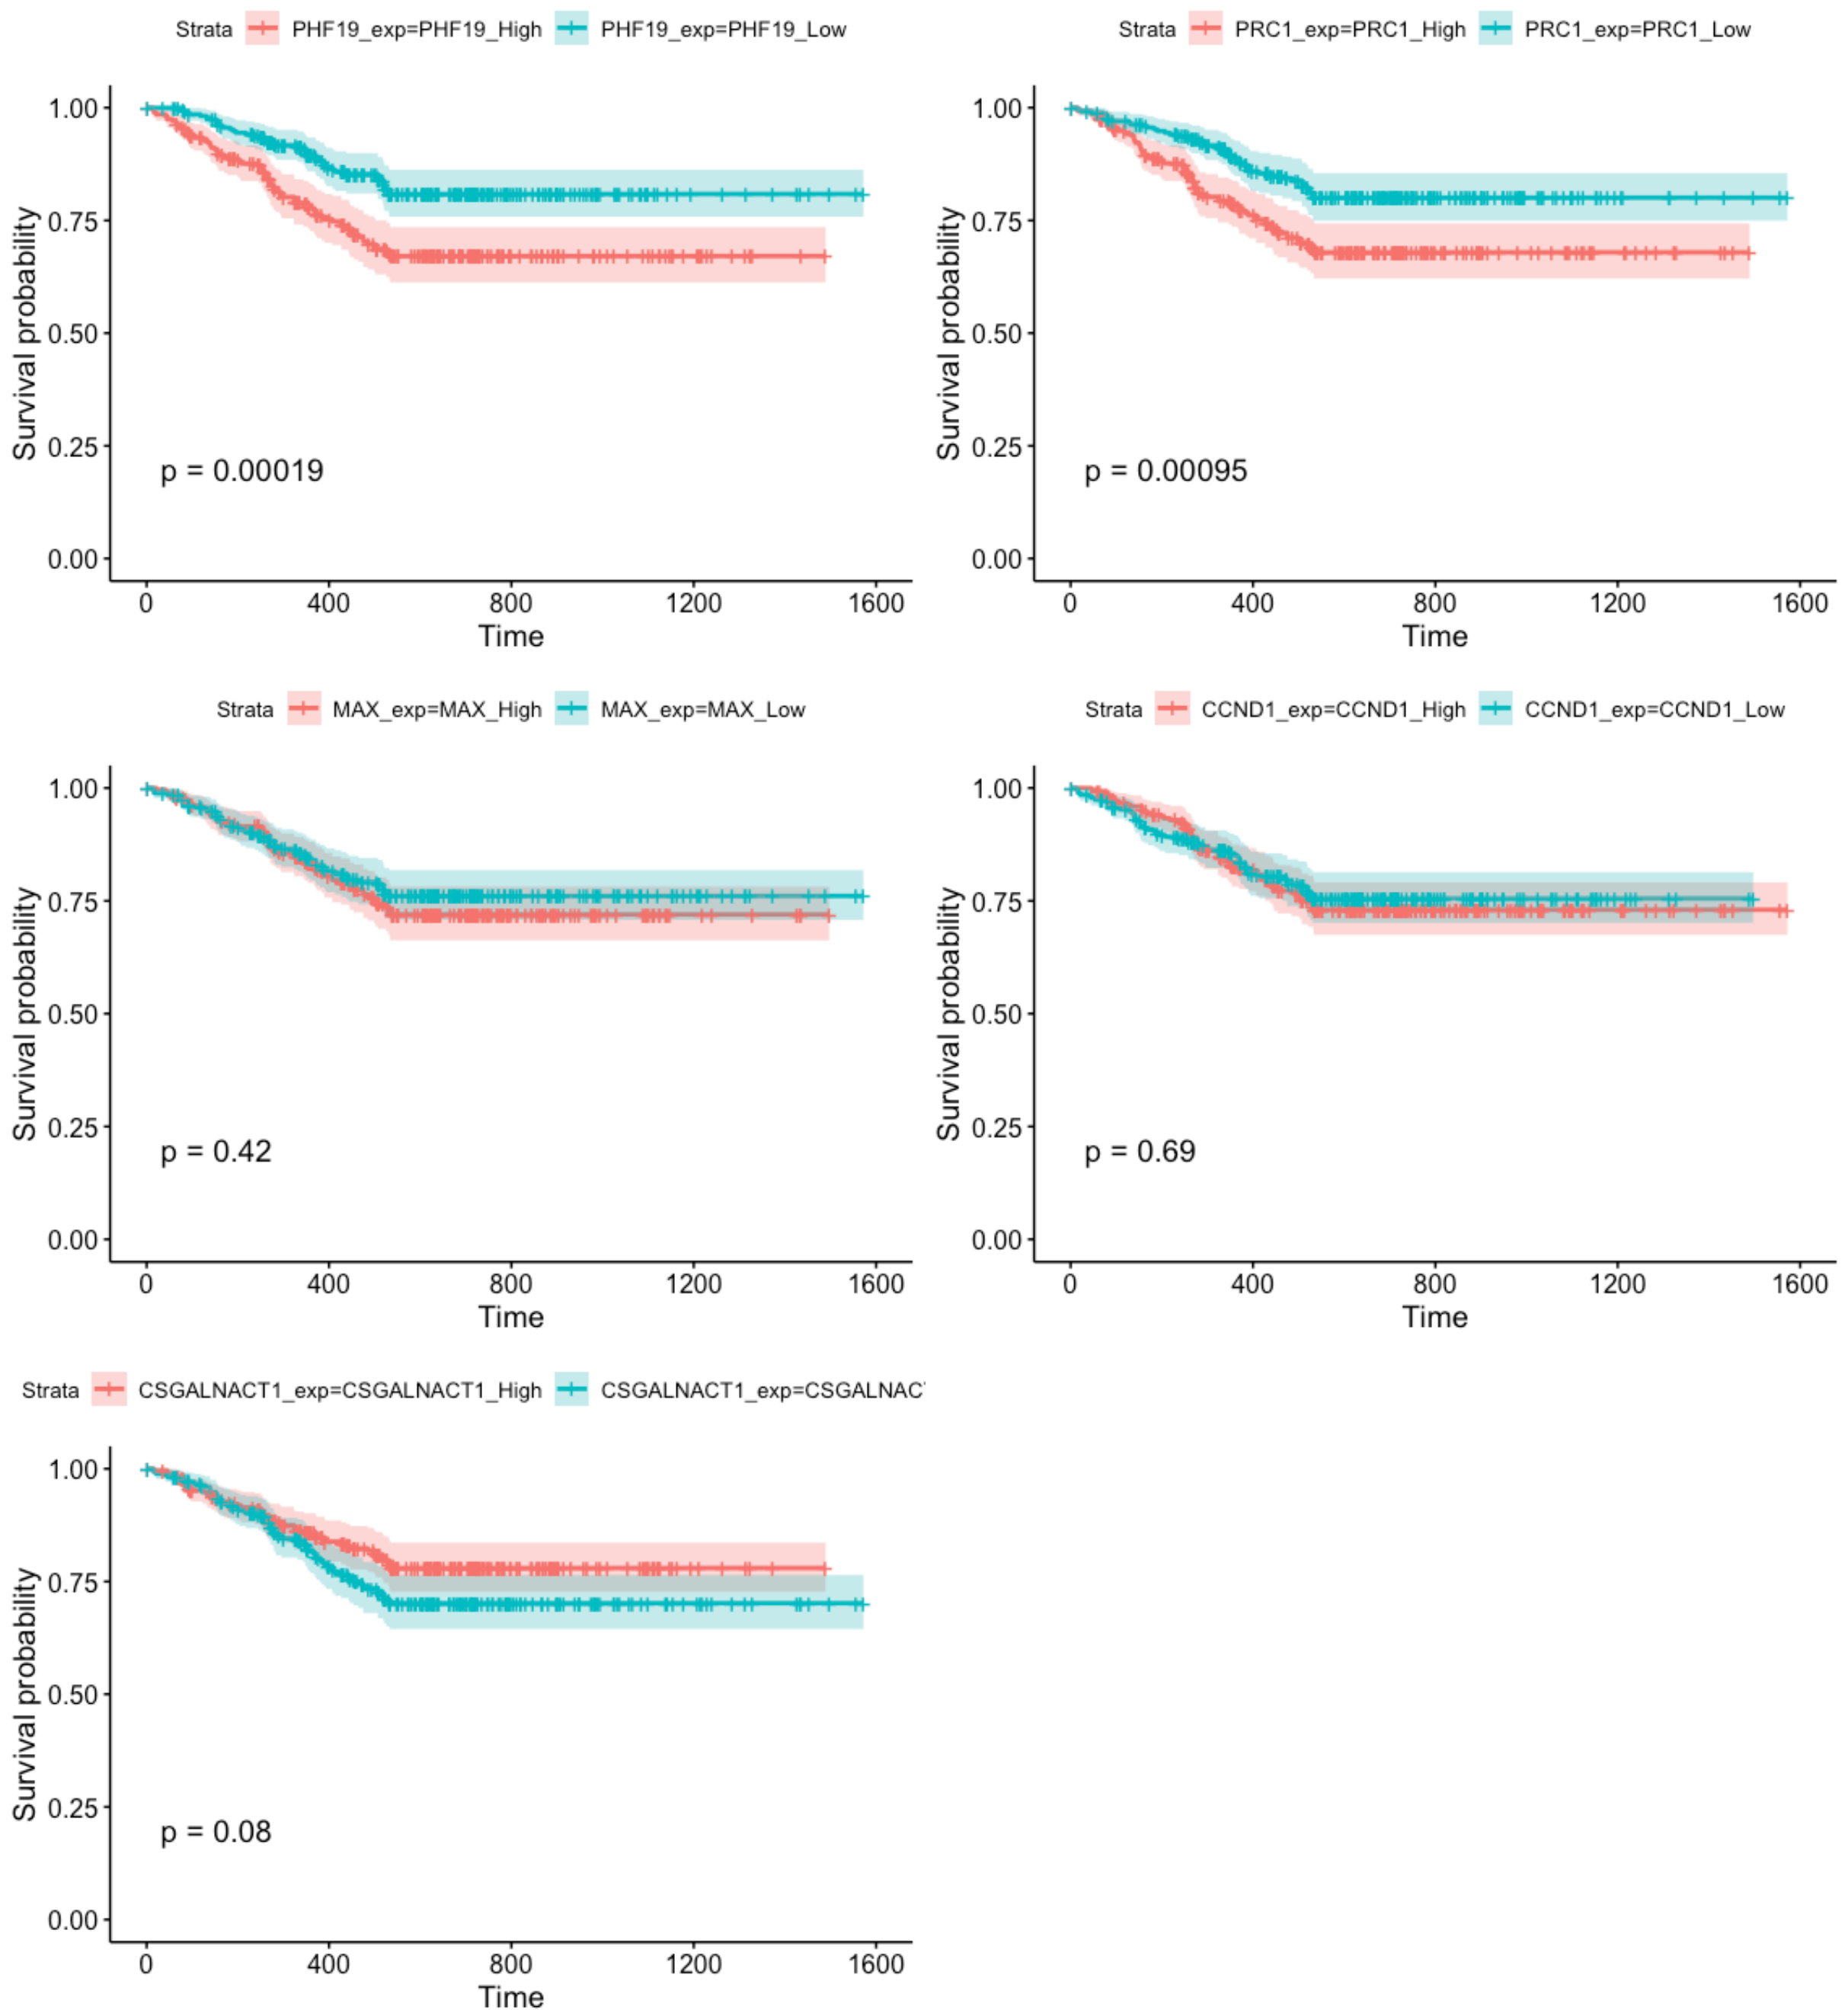 Strata PHF19_exp=PHF19_High PHF19_exp=PHF19_Low
Survival probability
1.00
0.75
0.50
0.25
0.00
p = 0.00019
0 400 800 1200 1600
Time
Strata PRC1_exp=PRC1_High PRC1_exp=PRC1_Low
Survival probability
1.00
0.75
0.50
0.25
0.00
p = 0.00095
0 400 800 1200 1600
Time
Strata MAX_exp=MAX_High MAX_exp=MAX_Low
Survival probability
1.00
0.75
0.50
0.25
0.00
p = 0.42
0 400 800 1200 1600
Time
Strata CCND1_exp=CCND1_High CCND1_exp=CCND1_Low
Survival probability
1.00
0.75
0.50
0.25
0.00
p = 0.69
0 400 800 1200 1600
Time
Strata CSGALNACT1_exp=CSGALNACT1_High CSGALNACT1_exp=CSGALNAC
Survival probability
1.00
0.75
0.50
0.25
0.00
p = 0.08
0 400 800 1200 1600
Time